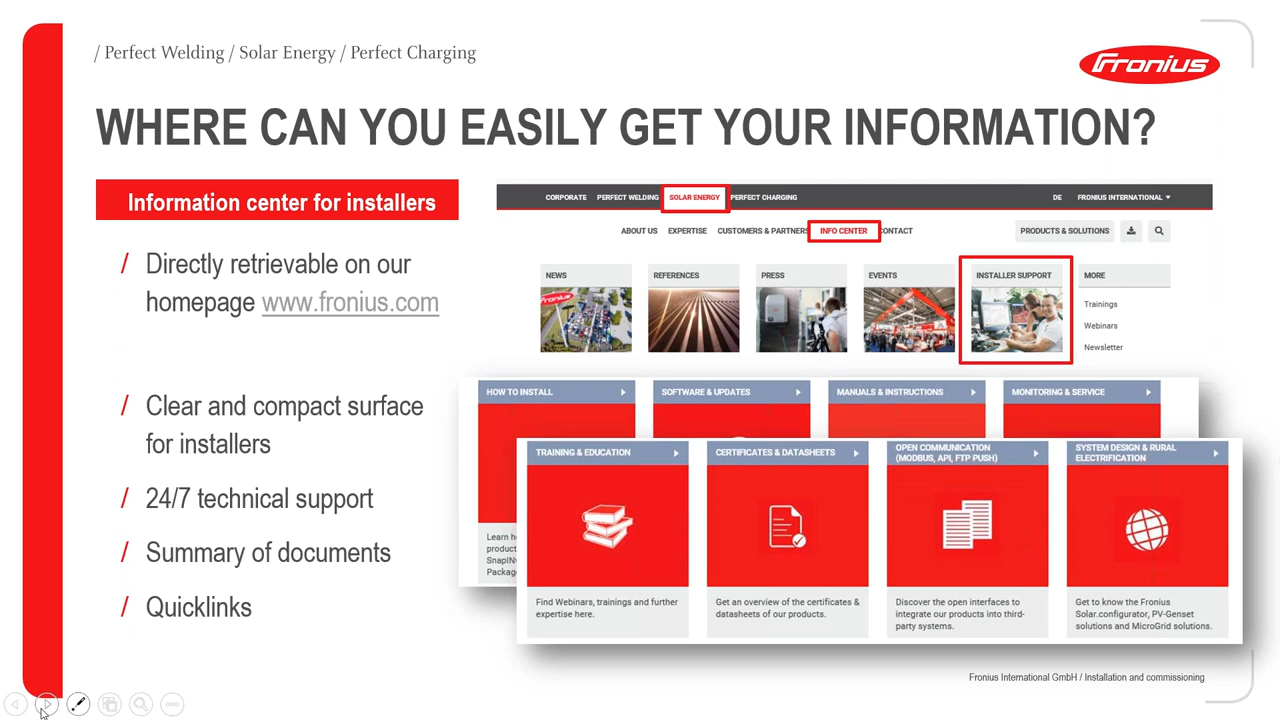 / Perfect Welding / Solar Energy / Perfect Charging
Fronius
WHERE CAN YOU EASILY GET YOUR INFORMATION?
Information center for installers
/ Directly retrievable on our
homepage www.fronius.com
/ Clear and compact surface
for installers
/ 24/7 technical support
/ Summary of documents
/ Quicklinks
CORPORATE PERFECT WELDING SOLAR ENERGY PERFECT CHARGING DE FRONIUS INTERNATIONAL
ABOUT US EXPERTISE CUSTOMERS & PARTNERS INFO CENTER CONTACT PRODUCTS & SOLUTIONS
NEWS REFERENCES PRESS EVENTS INSTALLER SUPPORT MORE
Fronius
Trainings
Webinars
Newsletter
HOW TO INSTALL SOFTWARE & UPDATES MANUALS & INSTRUCTIONS MONITORING & SERVICE
Learn
SnapINv
TRAINING & EDUCATION
Find Webinars, trainings and further
expertise here.
CERTIFICATES & DATASHEETS
Get an overview of the certificates &
datasheets of our products.
OPEN COMMUNICATION
(MODBUS, API, FTP PUSH)
Discover the open interfaces to
integrate our products into third-
party systems.
SYSTEM DESIGN & RURAL
ELECTRIFICATION
Get to know the Fronius
Solar.configurator, PV-Genset
solutions and MicroGrid solutions.
Fronius International GmbH / Installation and commissioning